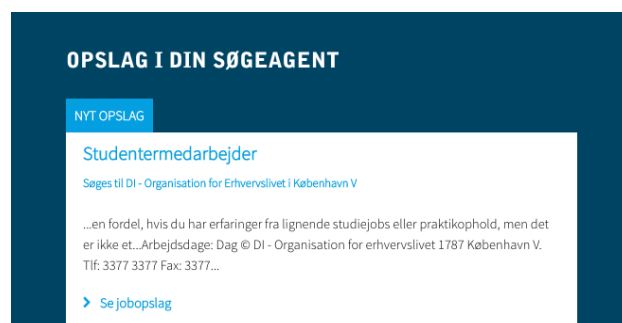 OPSLAG I DIN SØGEAGENT
NYT OPSLAG
Studentermedarbejder
Søges til DI - Organisation for Erhvervslivet i København V
...en fordel, hvis du har erfaringer fra lignende studiejobs eller praktikophold, men det
er ikke et...Arbejdsdage: Dag © DI - Organisation for erhvervslivet 1787 København V.
Tlf: 3377 3377 Fax: 3377...
Se jobopslag